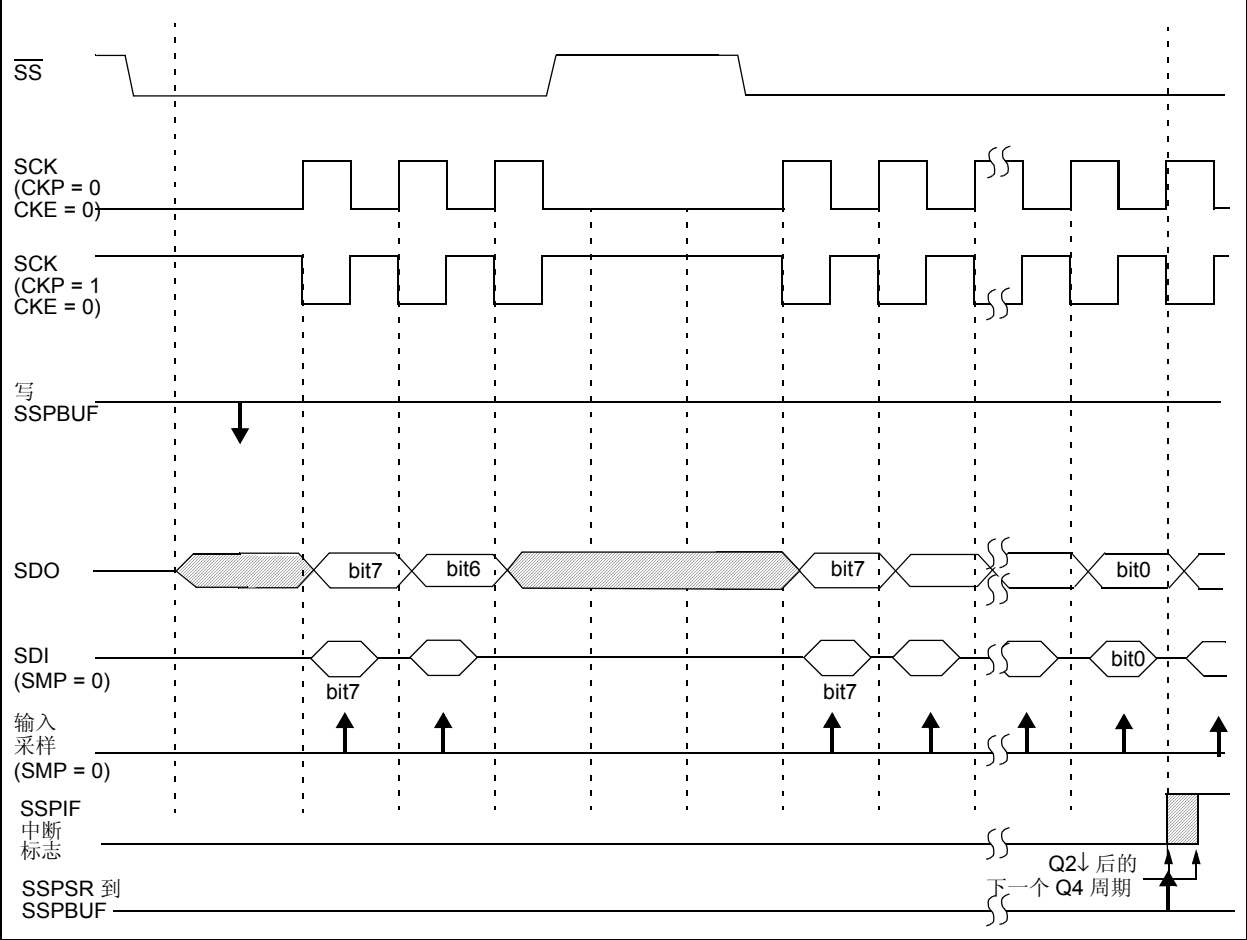 SS
SCK
(CKP = 0
CKE = 0)
SCK
(CKP = 1
CKE = 0)
写
SSPBUF
SDO
bit7
bit6
bit7
bit0
SDI
(SMP = 0)
bit7
bit7
bit0
输入
采样
(SMP = 0)
SSPIF
中断
标志
Q2↓ 后的
下一个 Q4 周期
SSPSR 到
SSPBUF